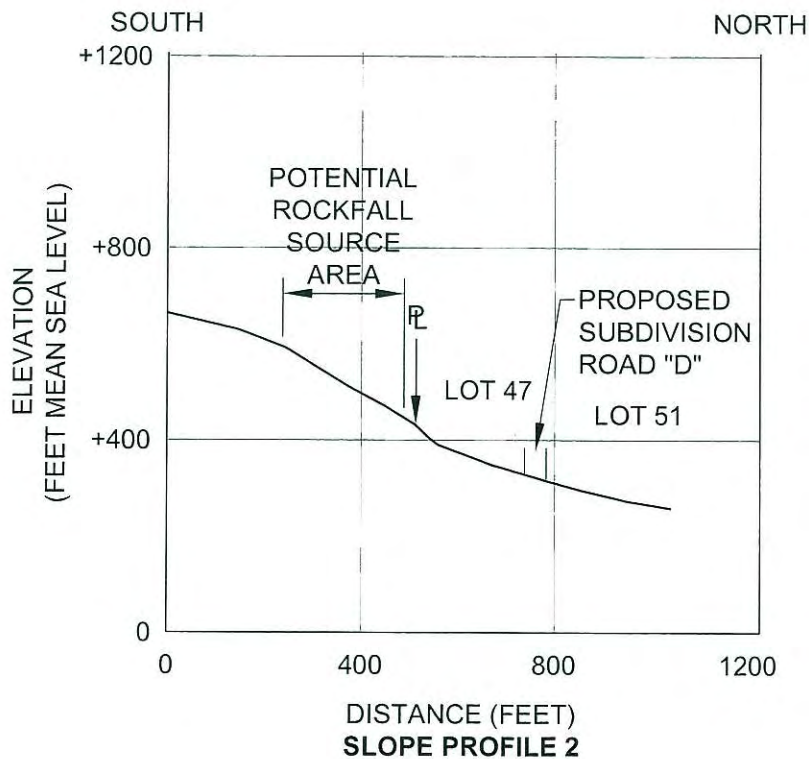 SOUTH
NORTH
+1200
+800
+400
0
ELEVATION
(FEET MEAN SEA LEVEL)
POTENTIAL
ROCKFALL
SOURCE
AREA
PL
LOT 47
PROPOSED
SUBDIVISION
ROAD "D"
LOT 51
0
400
800
1200
DISTANCE (FEET)
SLOPE PROFILE 2